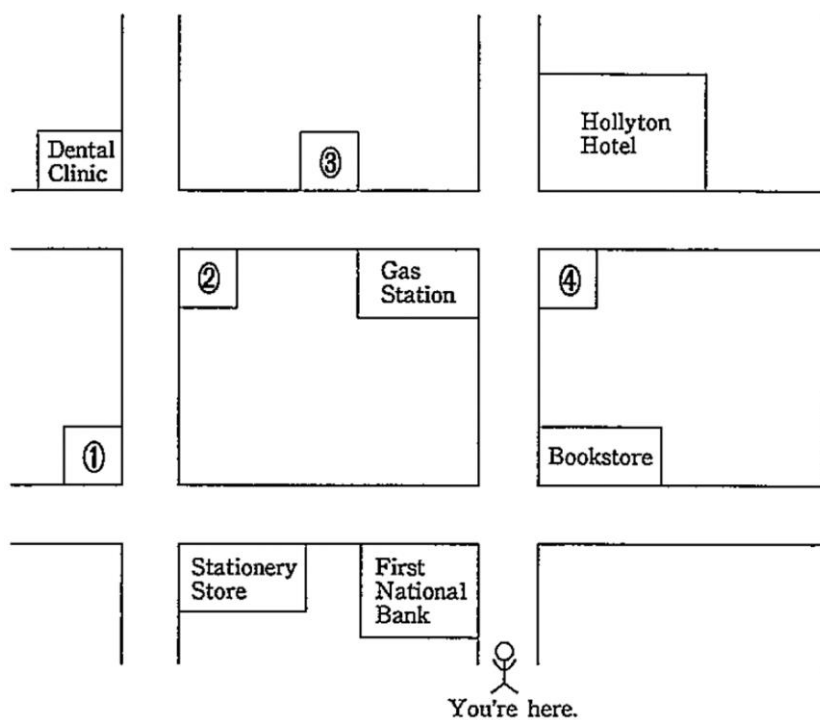 Dental
Clinic
③
Hollyton
Hotel
②
Gas
Station
④
①
Bookstore
Stationery
Store
First
National
Bank
You're here.